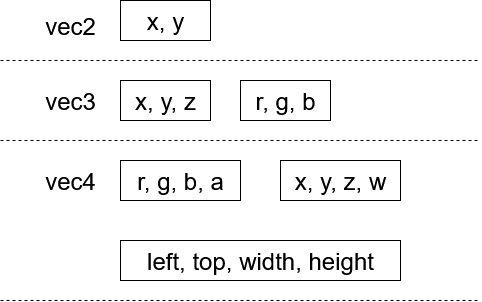 vec2 x, y
vec3 x, y, z r, g, b
vec4 r, g, b, a x, y, z, w
left, top, width, height